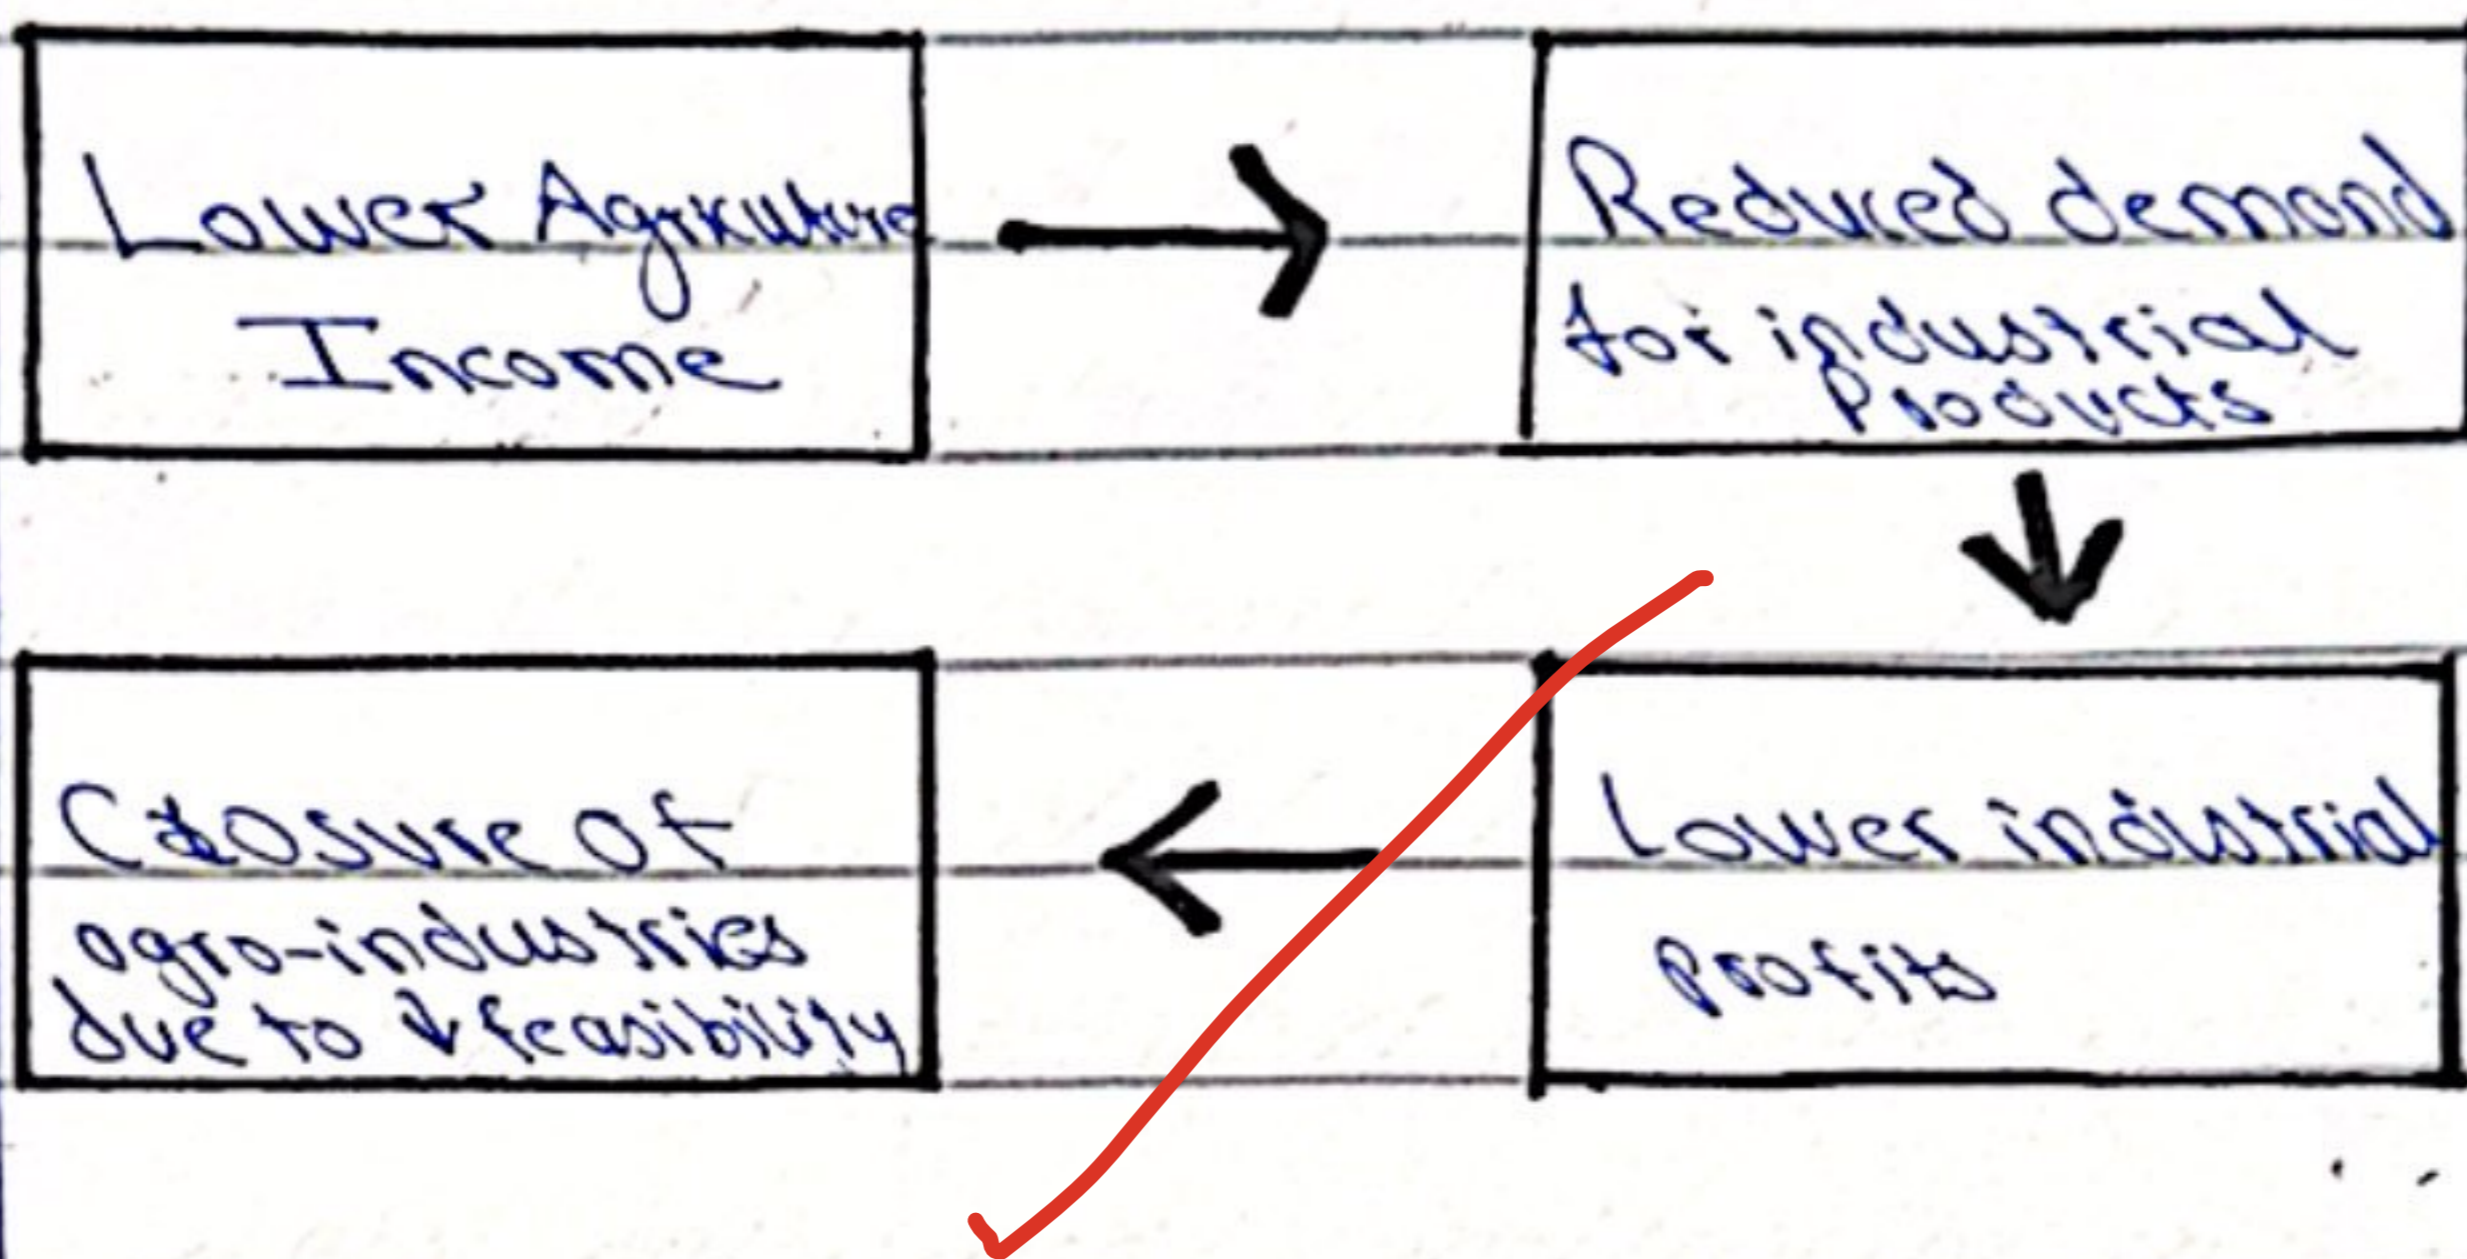 Lower Agriculture
Income
Reduced demand
for industrial
Products
Lower industrial
profits
Closure of
agro-industries
due to ↓ feasibility